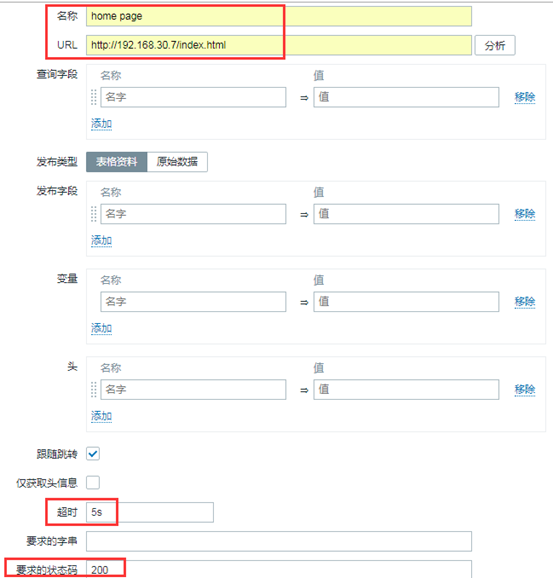 名称 home page
URL http://192.168.30.7/index.html 分析
查询字段 名称 值
名字 ⇒ 值 移除
添加
发布类型 表格资料 原始数据
发布字段 名称 值
名字 ⇒ 值 移除
添加
变量 名称 值
名字 ⇒ 值 移除
添加
头 名称 值
名字 ⇒ 值 移除
添加
跟随跳转
仅获取头信息
超时 5s
要求的字串
要求的状态码 200